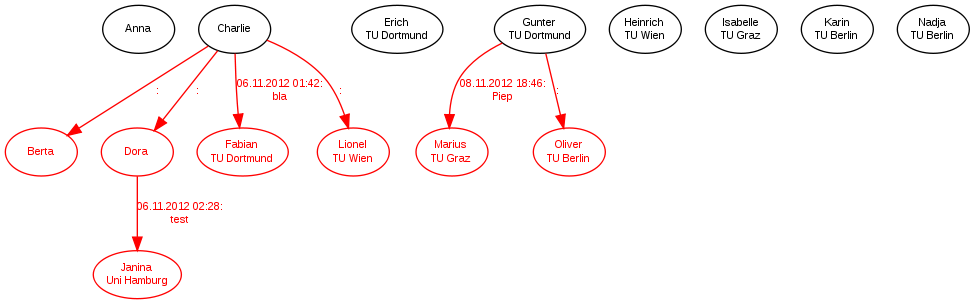 Anna
Charlie
Erich
TU Dortmund
Gunter
TU Dortmund
Heinrich
TU Wien
Isabelle
TU Graz
Karin
TU Berlin
Nadja
TU Berlin
:
:
06.11.2012 01:42:
bla
:
08.11.2012 18:46:
Piep
:
Berta
Dora
Fabian
TU Dortmund
Lionel
TU Wien
Marius
TU Graz
Oliver
TU Berlin
06.11.2012 02:28:
test
Janina
Uni Hamburg